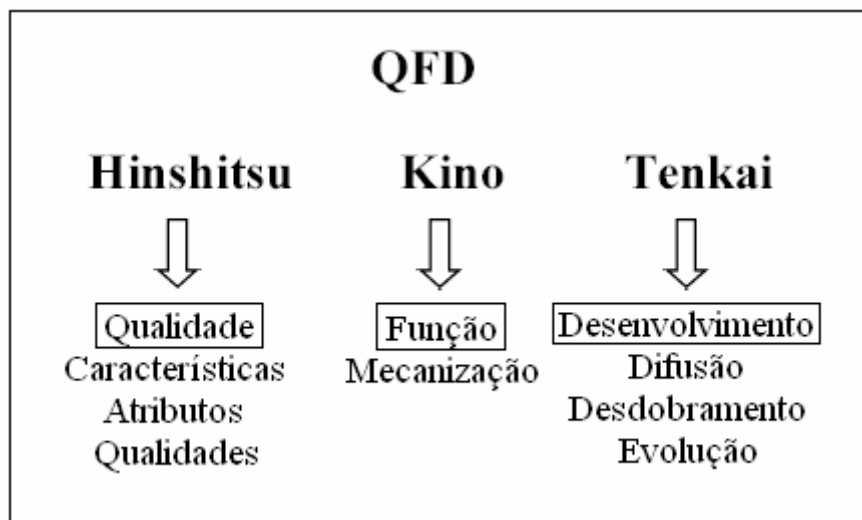 QFD
Hinshitsu Kino Tenkai
Qualidade Função Desenvolvimento
Características Mecanização Difusão
Atributos Desdobramento
Qualidades Evolução